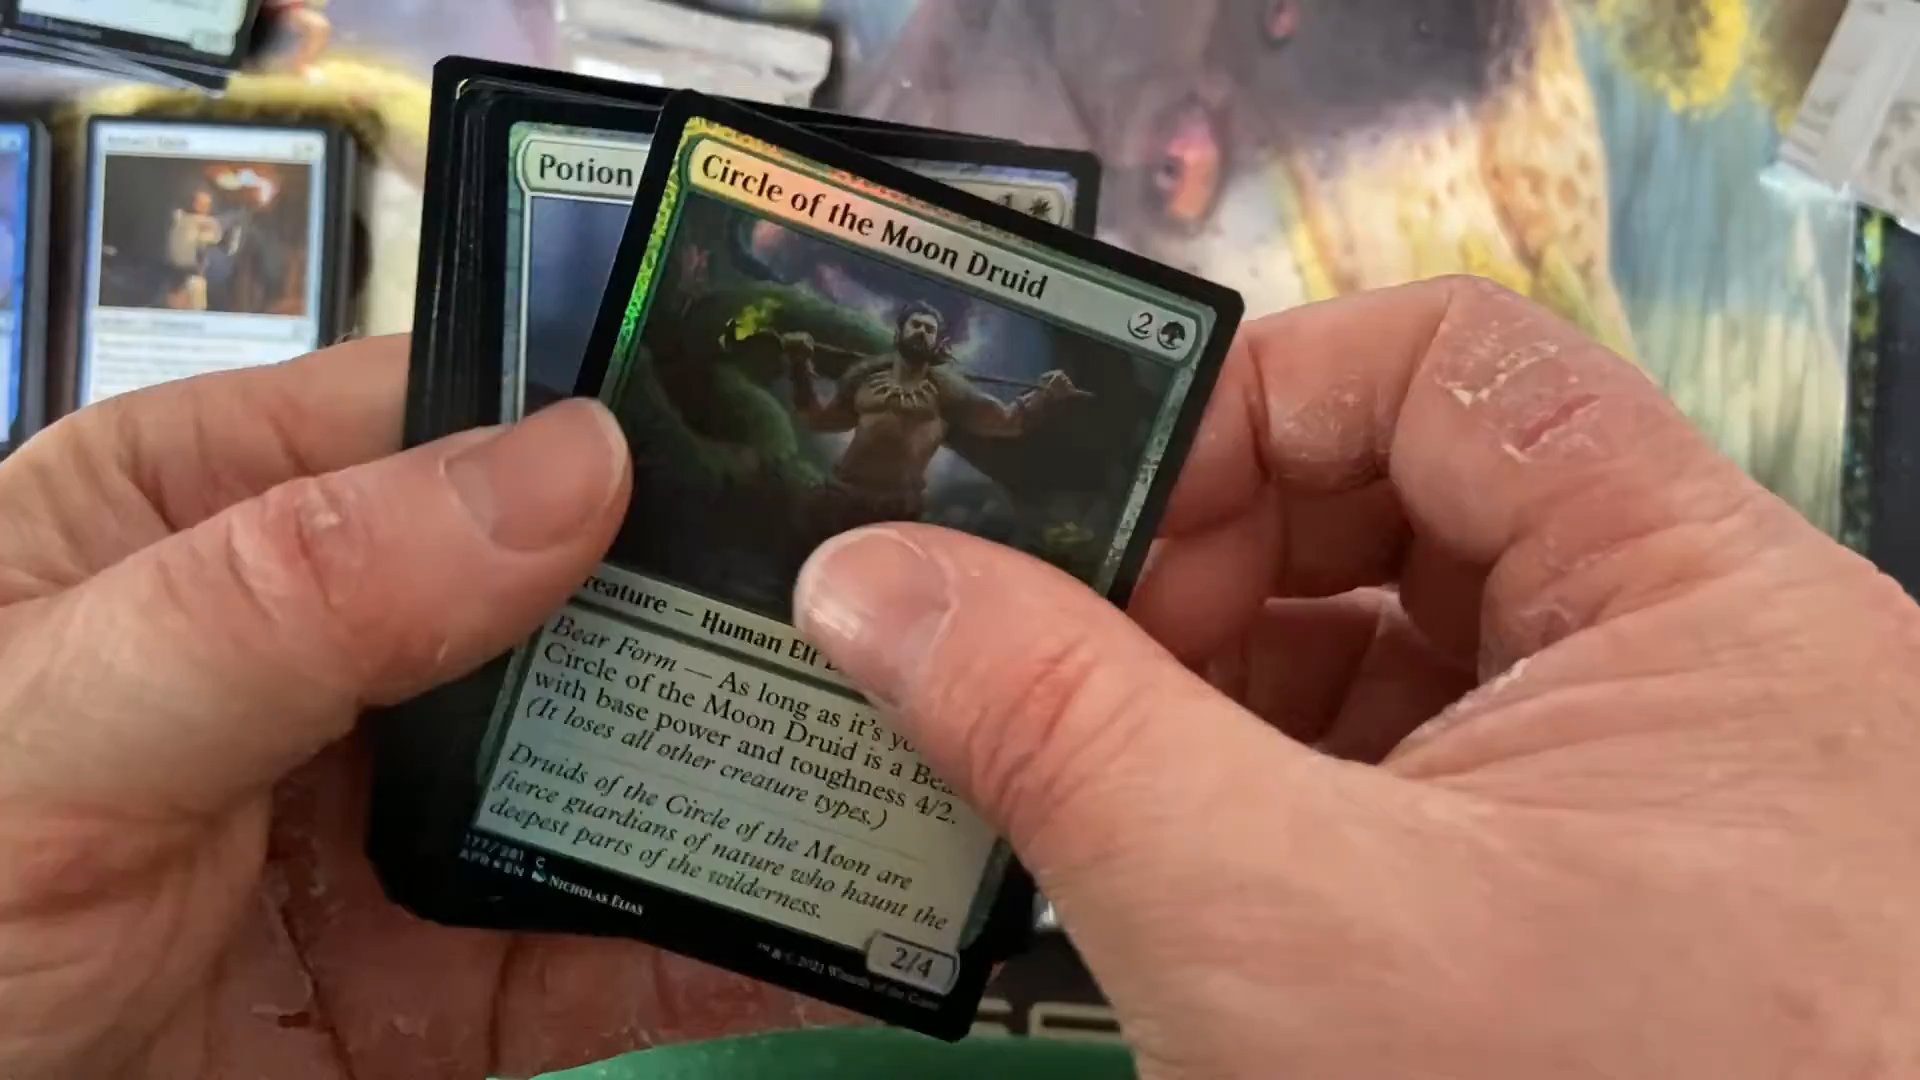 Potion
1
Circle of the Moon Druid
2
Creature — Human Elf
Bear Form — As long as it's
Circle of the Moon Druid is a
with base power and toughness 4/2.
(It loses all other creature types.)
Druids of the Circle of the Moon are
fierce guardians of nature who haunt the
deepest parts of the wilderness.
177/281 C
AFR ★ EN NICHOLAS ELIAS
2/4
™ & © 2021 Wizards of the Coast